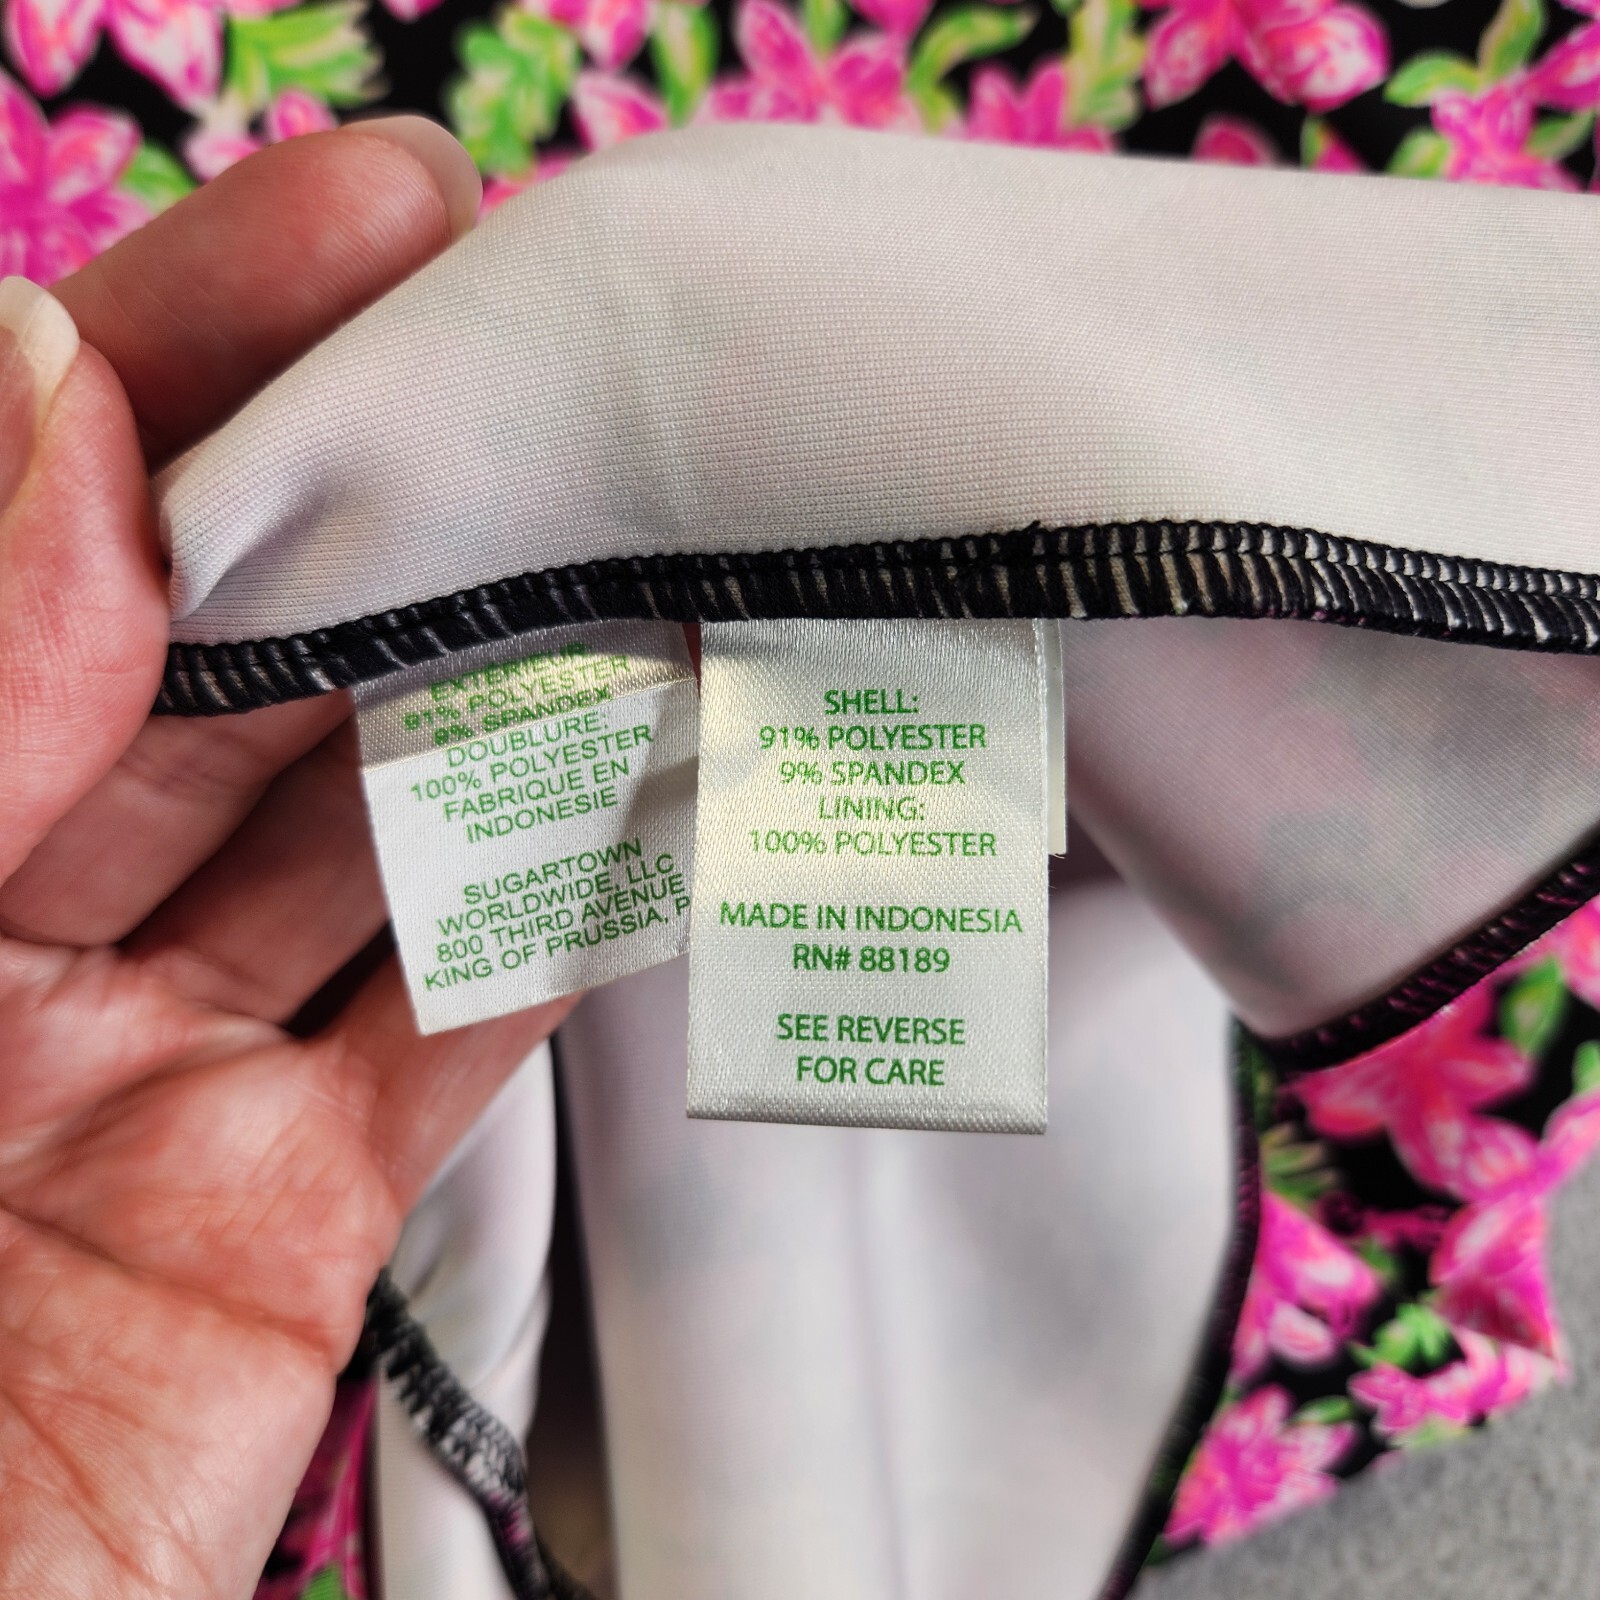 EXTERIEUR
91% POLYESTER
9% SPANDEX
DOUBLURE:
100% POLYESTER
FABRIQUE EN
INDONESIE
SUGARTOWN
WORLDWIDE, LLC
800 THIRD AVENUE
KING OF PRUSSIA, P
SHELL:
91% POLYESTER
9% SPANDEX
LINING:
100% POLYESTER
MADE IN INDONESIA
RN# 88189
SEE REVERSE
FOR CARE